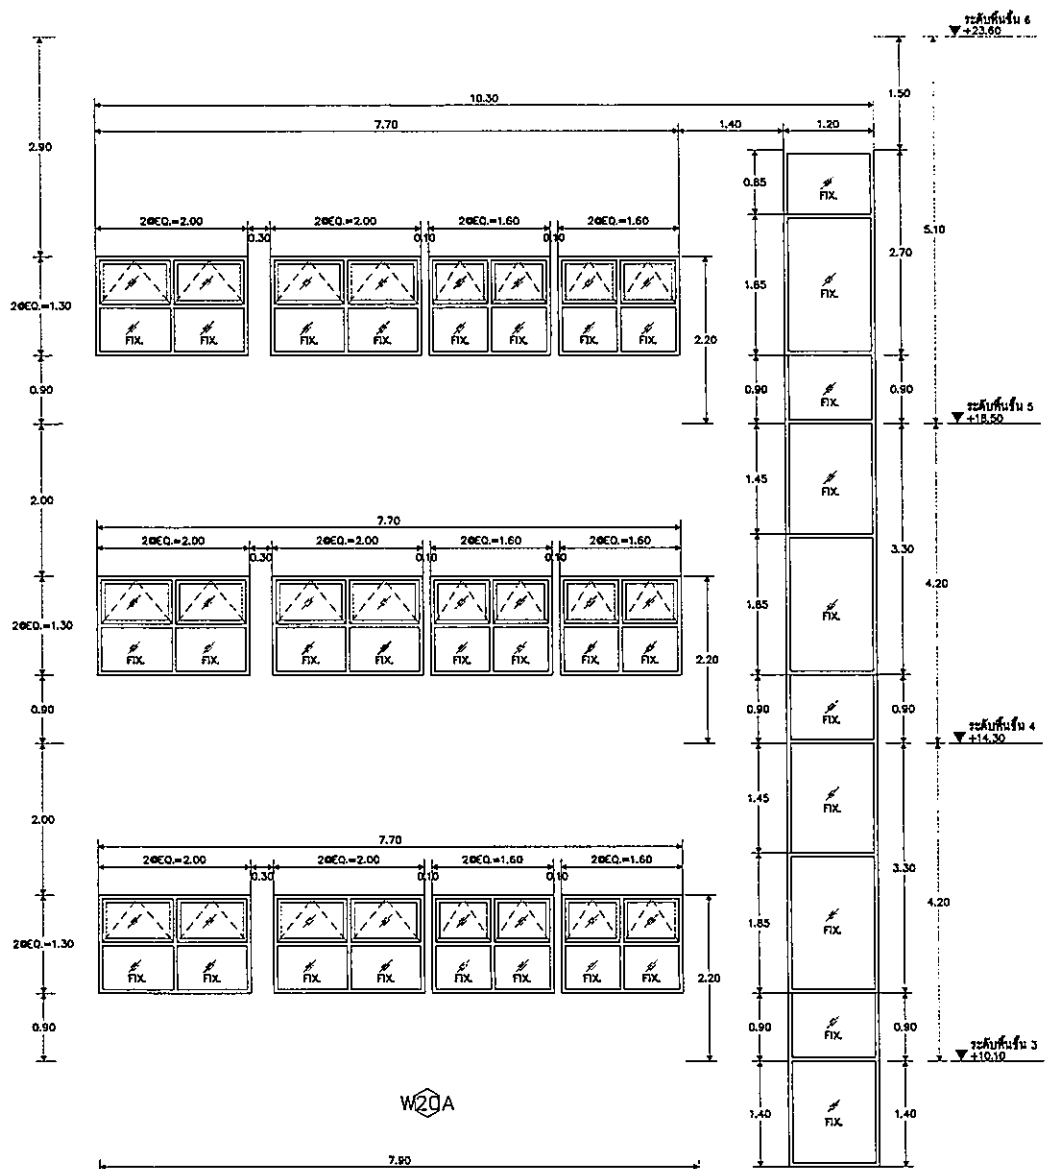 ระดับพื้นชั้น 6
+23.60
1.50
10.30
7.70
1.40
1.20
2.90
0.85
FIX.
2.70
5.10
2@EQ.=2.00
0.30
2@EQ.=2.00
0.10
2@EQ.=1.60
0.10
2@EQ.=1.60
1.85
FIX.
2@EQ.=1.30
FIX.
FIX.
FIX.
FIX.
FIX.
FIX.
FIX.
FIX.
2.20
0.90
0.90
FIX.
0.90
ระดับพื้นชั้น 5
+18.50
2.00
1.45
FIX.
7.70
2@EQ.=2.00
0.30
2@EQ.=2.00
0.10
2@EQ.=1.60
0.10
2@EQ.=1.60
3.30
4.20
2@EQ.=1.30
1.85
FIX.
FIX.
FIX.
FIX.
FIX.
FIX.
FIX.
FIX.
FIX.
2.20
0.90
0.90
FIX.
0.90
ระดับพื้นชั้น 4
+14.30
2.00
1.45
FIX.
7.70
2@EQ.=2.00
0.30
2@EQ.=2.00
0.10
2@EQ.=1.60
0.10
2@EQ.=1.60
3.30
4.20
2@EQ.=1.30
1.85
FIX.
FIX.
FIX.
FIX.
FIX.
FIX.
FIX.
FIX.
FIX.
2.20
0.90
0.90
FIX.
0.90
ระดับพื้นชั้น 3
+10.10
W20A
1.40
FIX.
1.40
7.90